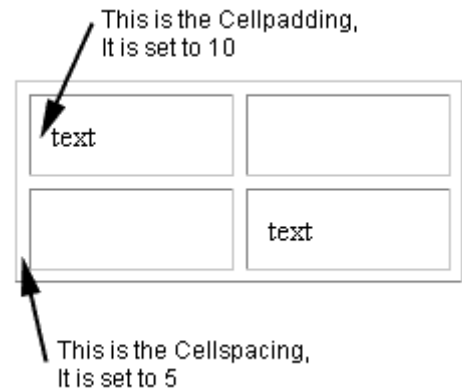 This is the Cellpadding,
It is set to 10
text
text
This is the Cellspacing,
It is set to 5